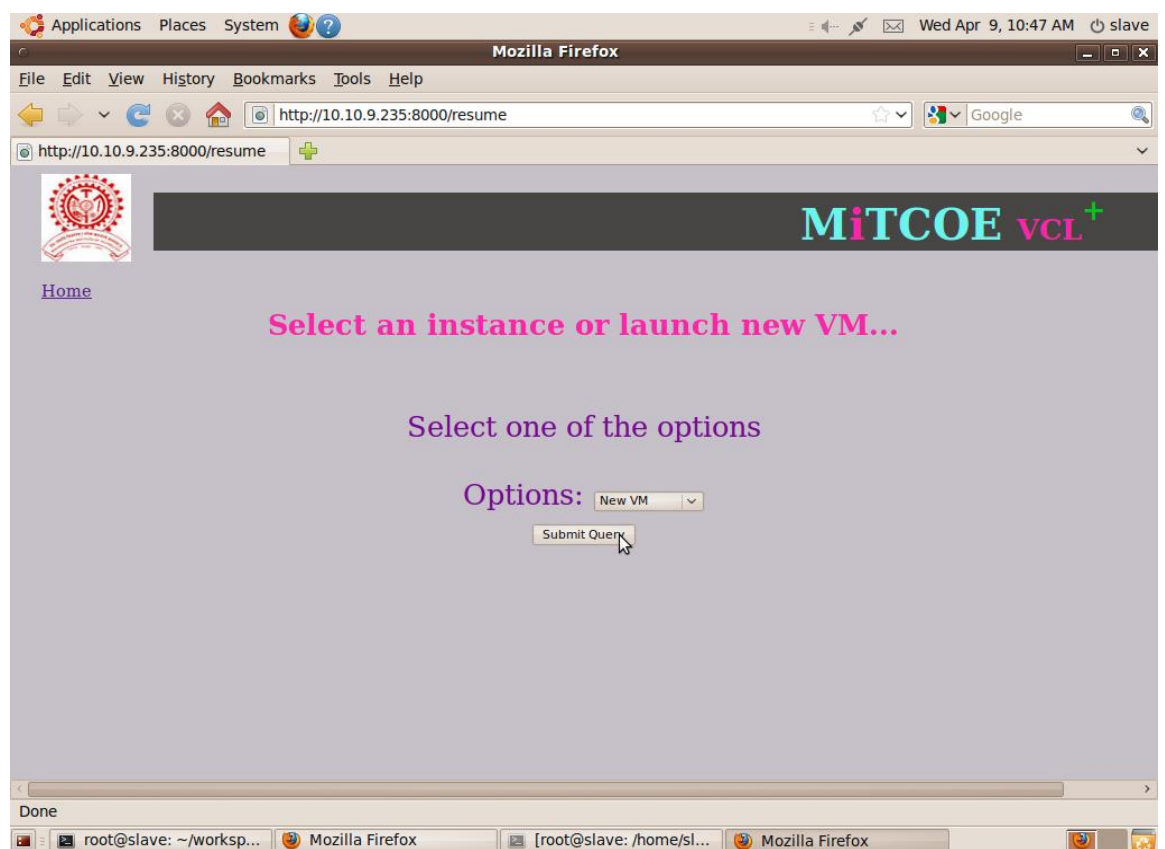 Applications Places System Wed Apr 9, 10:47 AM slave
Mozilla Firefox
File Edit View History Bookmarks Tools Help
http://10.10.9.235:8000/resume Google
http://10.10.9.235:8000/resume
MiTCOE VCL+
Home
Select an instance or launch new VM...
Select one of the options
Options: New VM
Submit Query
Done
root@slave: ~/worksp... Mozilla Firefox [root@slave: /home/sl... Mozilla Firefox